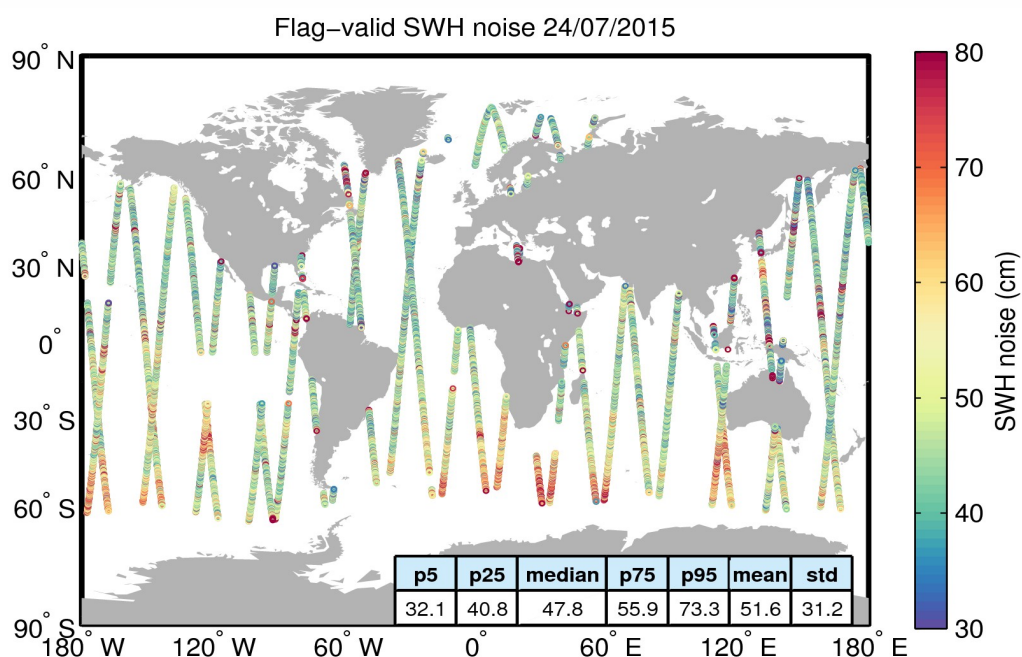 Flag−valid SWH noise 24/07/2015
90° N
60° N
30° N
0°
30° S
60° S
90° S
180° W
120° W
60° W
0°
60° E
120° E
180° E
80
70
60
50
40
30
SWH noise (cm)
p5 p25 median p75 p95 mean std
32.1 40.8 47.8 55.9 73.3 51.6 31.2